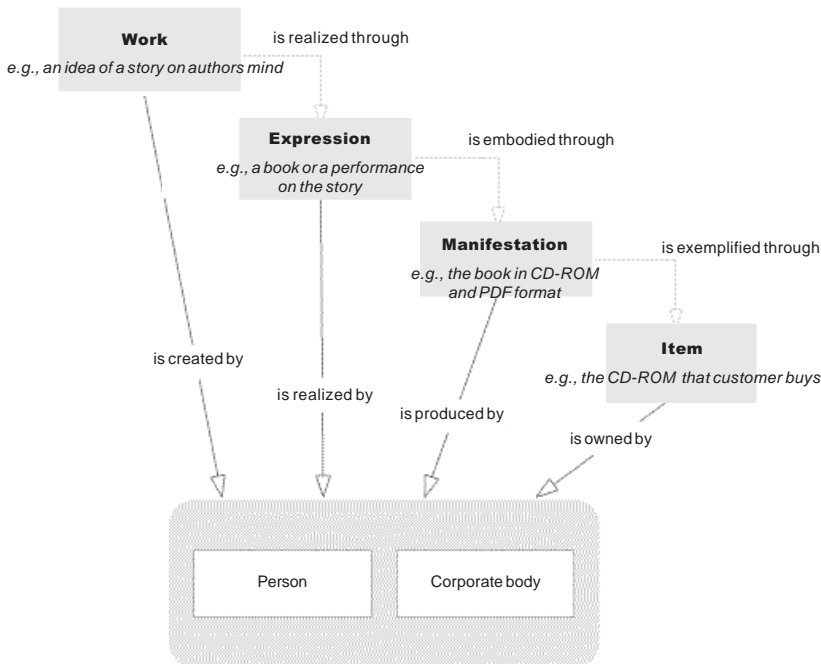 Work
is realized through
e.g., an idea of a story on authors mind
Expression
is embodied through
e.g., a book or a performance
on the story
Manifestation
is exemplified through
e.g., the book in CD-ROM
and PDF format
Item
e.g., the CD-ROM that customer buys
is created by
is realized by
is produced by
is owned by
Person
Corporate body